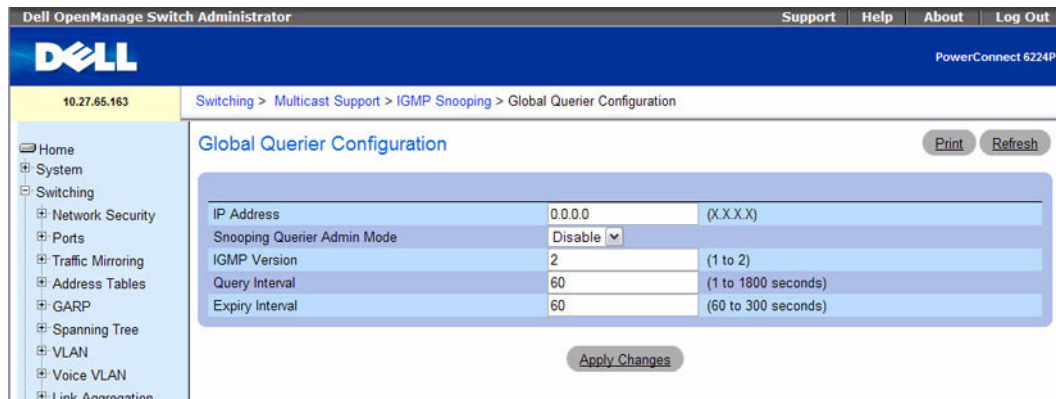 Dell OpenManage Switch Administrator
Support
Help
About
Log Out
DELL
PowerConnect 6224P
10.27.65.163
Switching > Multicast Support > IGMP Snooping > Global Querier Configuration
Home
System
Switching
Network Security
Ports
Traffic Mirroring
Address Tables
GARP
Spanning Tree
VLAN
Voice VLAN
Link Aggregation
Global Querier Configuration
Print
Refresh
IP Address 0.0.0.0 (X.X.X.X)
Snooping Querier Admin Mode Disable
IGMP Version 2 (1 to 2)
Query Interval 60 (1 to 1800 seconds)
Expiry Interval 60 (60 to 300 seconds)
Apply Changes